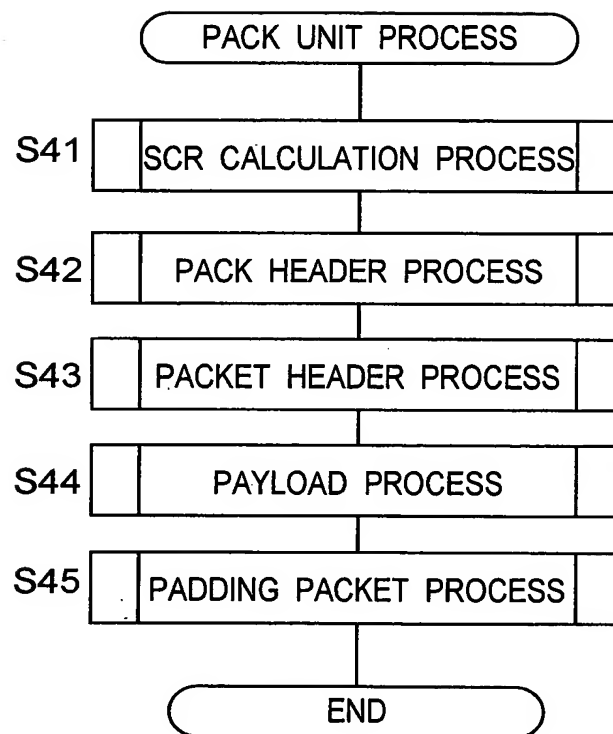 PACK UNIT PROCESS
S41 SCR CALCULATION PROCESS
S42 PACK HEADER PROCESS
S43 PACKET HEADER PROCESS
S44 PAYLOAD PROCESS
S45 PADDING PACKET PROCESS
END